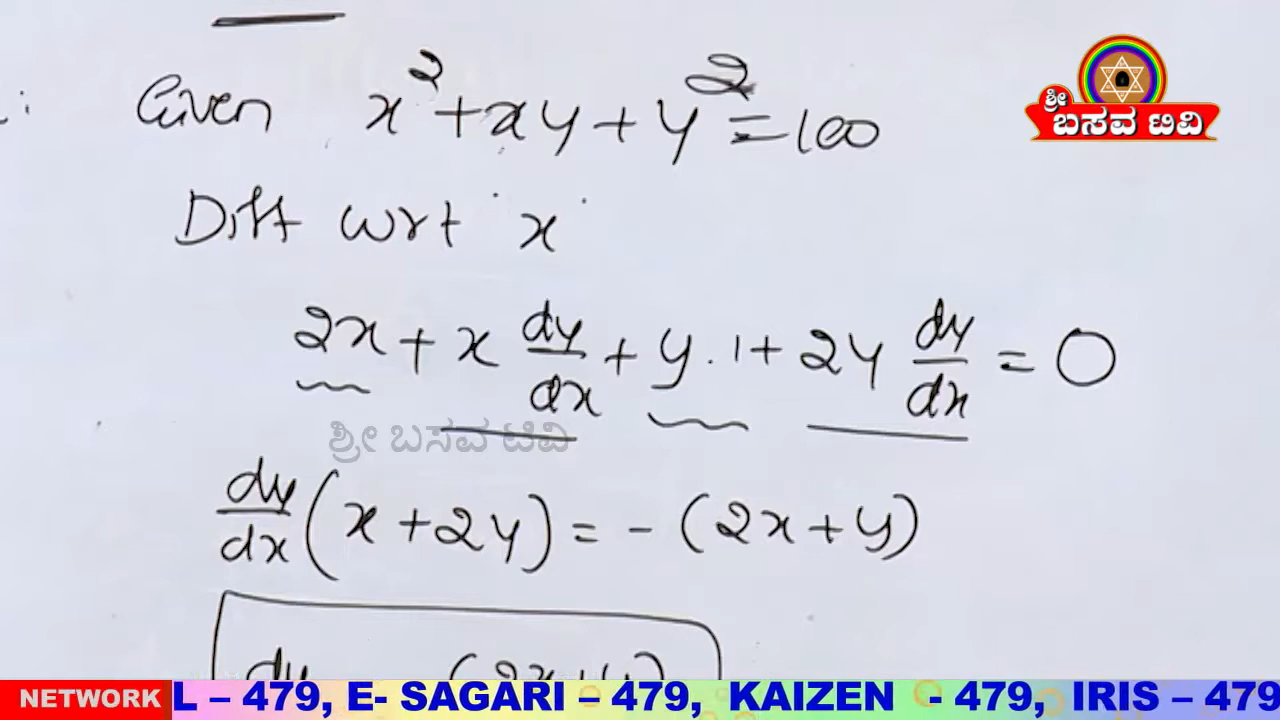 Given x² + xy + y² = 100
ಶ್ರೀ
ಬಸವ ಟಿವಿ
Diff wrt 'x'
2x + x dy/dx + y.1 + 2y dy/dx = 0
ಶ್ರೀ ಬಸವ ಟಿವಿ
dy/dx (x + 2y) = - (2x + y)
NETWORK L – 479, E- SAGARI – 479, KAIZEN - 479, IRIS – 479